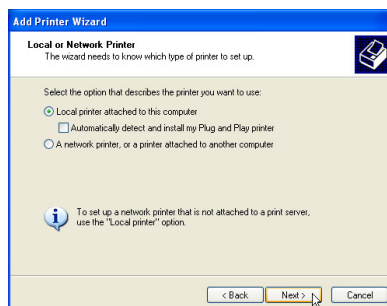 Add Printer Wizard
Local or Network Printer
The wizard needs to know which type of printer to set up.
Select the option that describes the printer you want to use:
Local printer attached to this computer
Automatically detect and install my Plug and Play printer
A network printer, or a printer attached to another computer
To set up a network printer that is not attached to a print server,
use the "Local printer" option.
< Back Next > Cancel